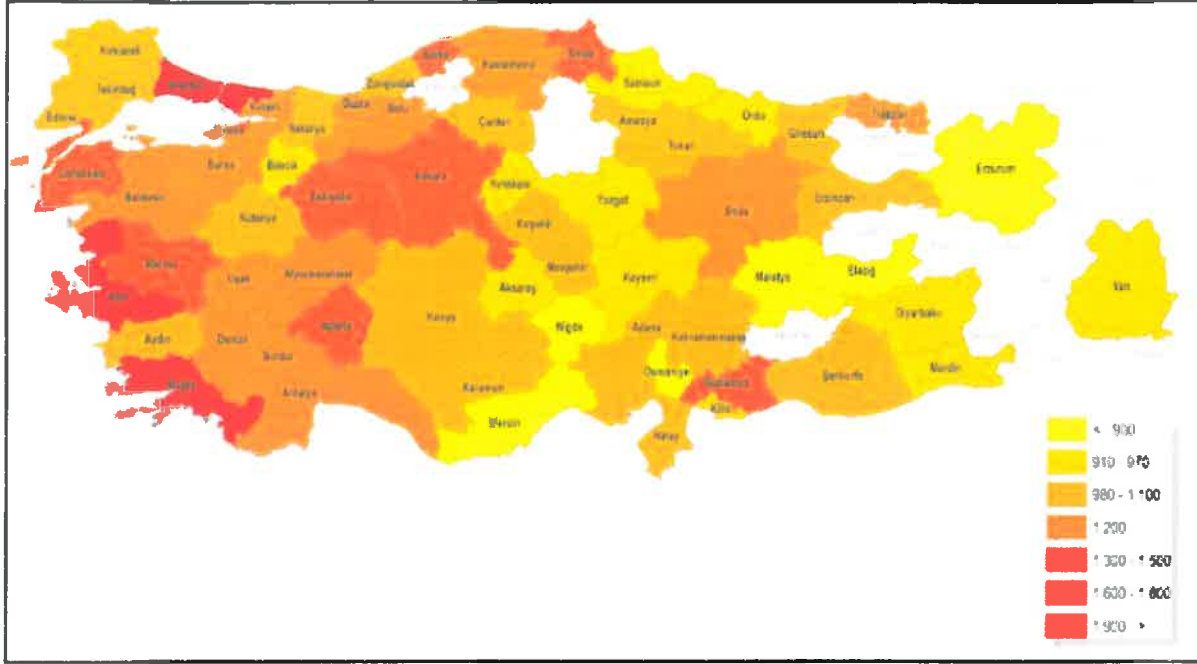 Kırklareli
Tekirdağ
Edirne
İstanbul
Kocaeli
Yalova
Sakarya
Düzce
Bolu
Zonguldak
Bartın
Kastamonu
Sinop
Samsun
Ordu
Giresun
Trabzon
Çankırı
Amasya
Tokat
Çanakkale
Balıkesir
Bursa
Bilecik
Kütahya
Eskişehir
Ankara
Kırıkkale
Yozgat
Sivas
Erzincan
Erzurum
Kırşehir
Manisa
Uşak
Afyonkarahisar
Nevşehir
Kayseri
Malatya
Elazığ
Van
İzmir
Aksaray
Konya
Isparta
Niğde
Adana
Kahramanmaraş
Diyarbakır
Aydın
Denizli
Burdur
Muğla
Antalya
Karaman
Mersin
Osmaniye
Gaziantep
Kilis
Şanlıurfa
Mardin
Hatay
< 900
910 - 970
980 - 1 100
1 200
1 300 - 1 500
1 600 - 1 800
1 900 >